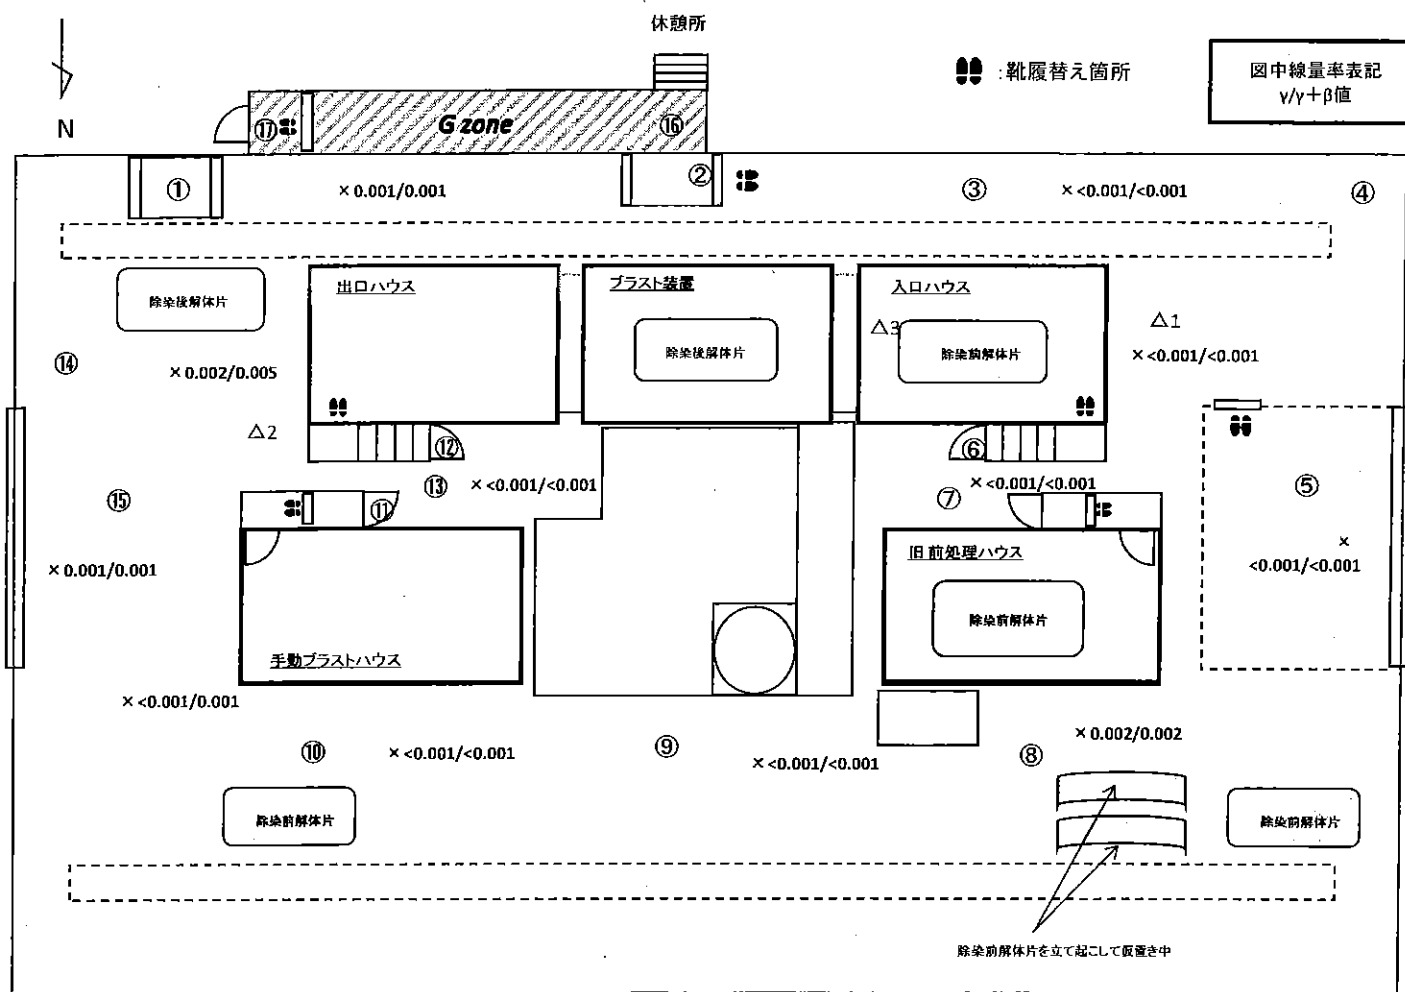 休憩所
:靴履替え箇所
図中線量率表記
γ/γ+β値
N
⑰
G zone
⑯
①
×0.001/0.001
②
③
×<0.001/<0.001
④
除染後解体片
出口ハウス
ブラスト装置
除染後解体片
入口ハウス
△3
除染前解体片
△1
×<0.001/<0.001
⑭
×0.002/0.005
△2
⑫
⑥
⑬
×<0.001/<0.001
⑦
×<0.001/<0.001
⑤
⑮
⑪
×
<0.001/<0.001
×0.001/0.001
旧前処理ハウス
除染前解体片
手動ブラストハウス
×<0.001/0.001
⑩
×<0.001/<0.001
⑨
×<0.001/<0.001
⑧
×0.002/0.002
除染前解体片
除染前解体片
除染前解体片を立て起こして仮置き中